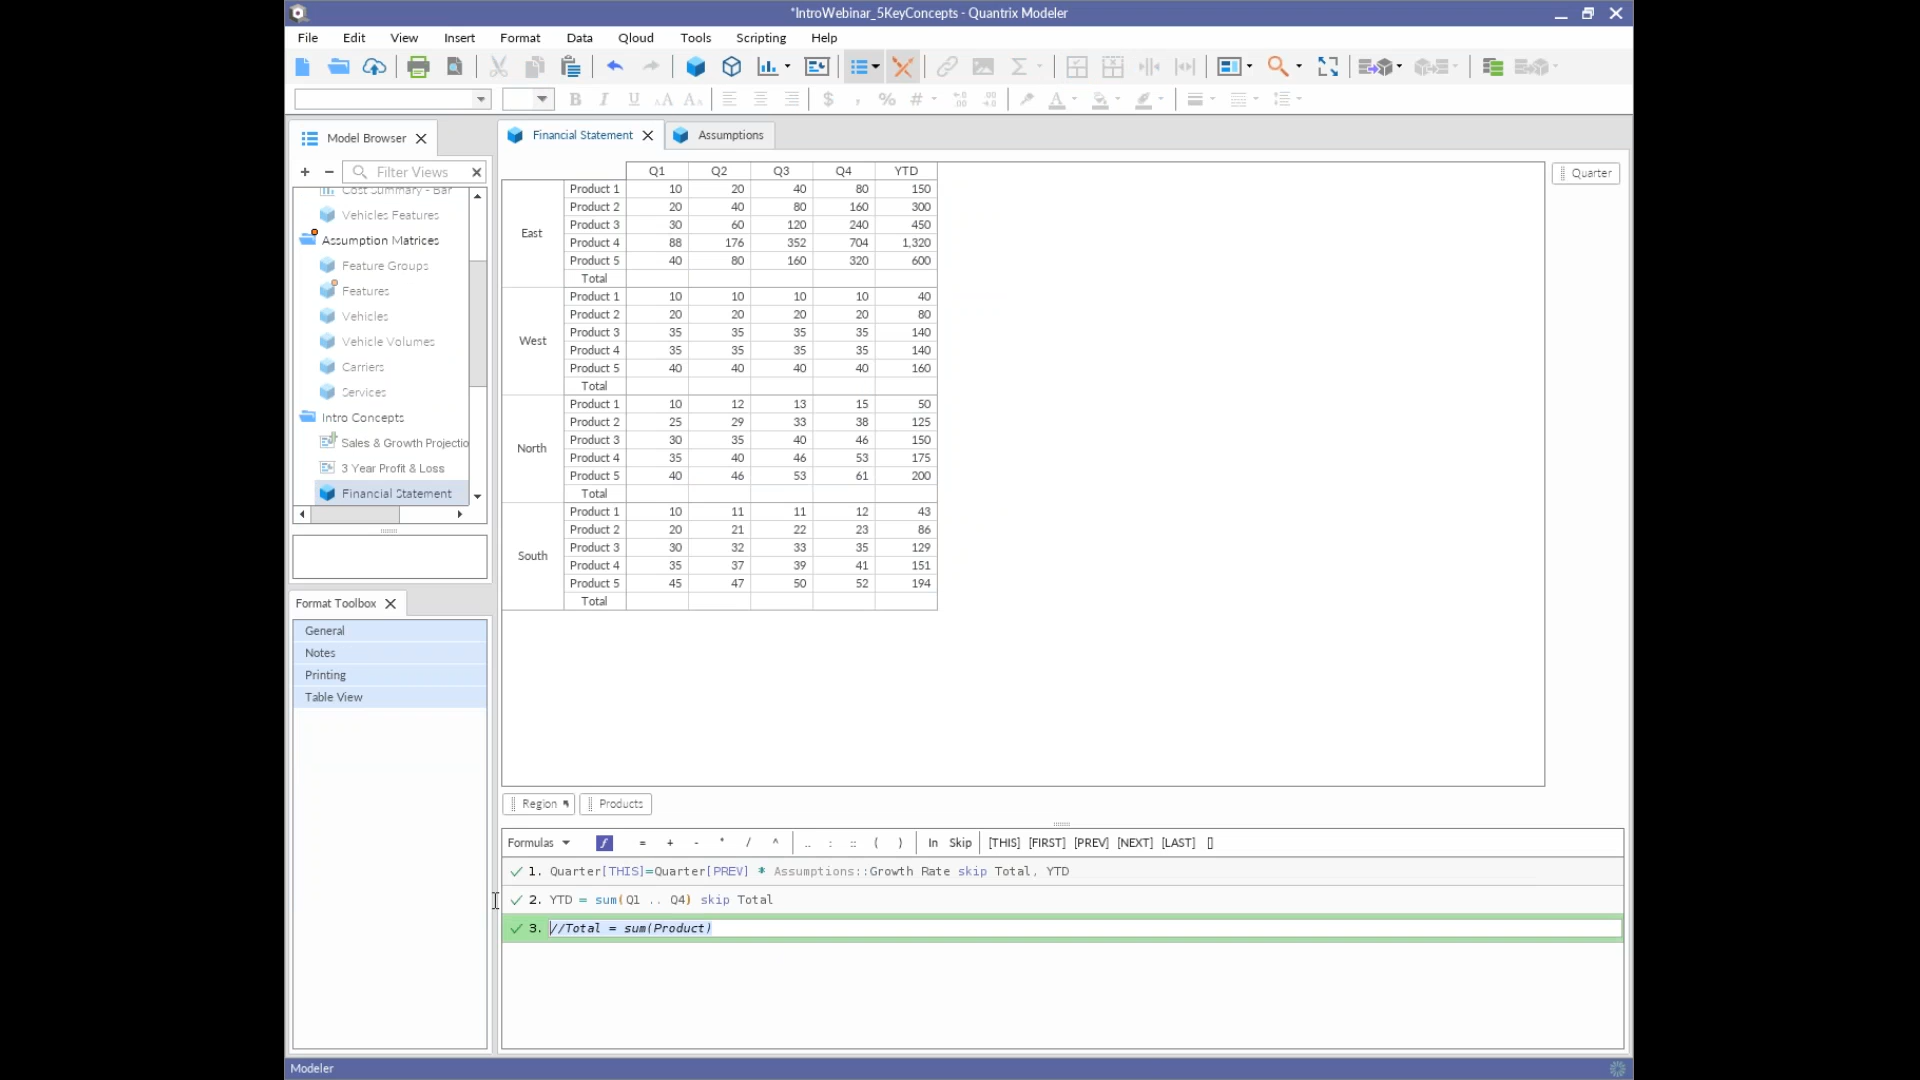 *IntroWebinar_5KeyConcepts - Quantrix Modeler
File Edit View Insert Format Data Qloud Tools Scripting Help
Model Browser
Filter Views
Cost Summary - Bar
Vehicles Features
Assumption Matrices
Feature Groups
Features
Vehicles
Vehicle Volumes
Carriers
Services
Intro Concepts
Sales & Growth Projectio
3 Year Profit & Loss
Financial Statement
Format Toolbox
General
Notes
Printing
Table View
Financial Statement Assumptions
Q1 Q2 Q3 Q4 YTD
East
Product 1 10 20 40 80 150
Product 2 20 40 80 160 300
Product 3 30 60 120 240 450
Product 4 88 176 352 704 1,320
Product 5 40 80 160 320 600
Total
West
Product 1 10 10 10 10 40
Product 2 20 20 20 20 80
Product 3 35 35 35 35 140
Product 4 35 35 35 35 140
Product 5 40 40 40 40 160
Total
North
Product 1 10 12 13 15 50
Product 2 25 29 33 38 125
Product 3 30 35 40 46 150
Product 4 35 40 46 53 175
Product 5 40 46 53 61 200
Total
South
Product 1 10 11 11 12 43
Product 2 20 21 22 23 86
Product 3 30 32 33 35 129
Product 4 35 37 39 41 151
Product 5 45 47 50 52 194
Total
Quarter
Region Products
Formulas f = + - * / ^ .. : :: ( ) In Skip [THIS] [FIRST] [PREV] [NEXT] [LAST] []
1. Quarter[THIS]=Quarter[PREV] * Assumptions::Growth Rate skip Total, YTD
2. YTD = sum(Q1 .. Q4) skip Total
3. //Total = sum(Product)
Modeler